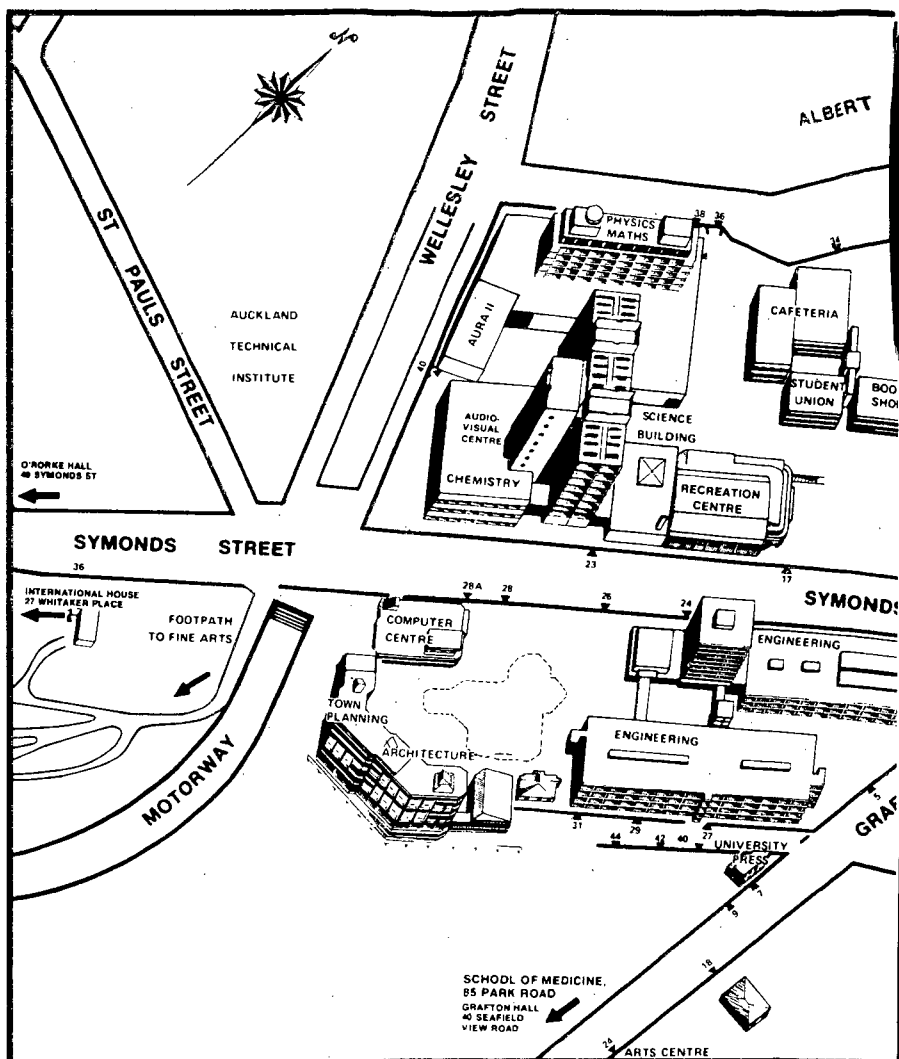 N
WELLESLEY STREET
ALBERT
ST PAULS STREET
PHYSICS
MATHS
38
36
34
AUCKLAND
TECHNICAL
INSTITUTE
AURA II
40
CAFETERIA
STUDENT
UNION
BOO
SHO
AUDIO-
VISUAL
CENTRE
CHEMISTRY
SCIENCE
BUILDING
RECREATION
CENTRE
O'RORKE HALL
SYMONDS ST
SYMONDS STREET
23
17
SYMONDS
36
INTERNATIONAL HOUSE
27 WHITAKER PLACE
FOOTPATH
TO FINE ARTS
28A
28
26
24
COMPUTER
CENTRE
ENGINEERING
TOWN
PLANNING
ARCHITECTURE
ENGINEERING
MOTORWAY
5
GRAF
31
29
27
44
42
40
UNIVERSITY
PRESS
7
9
18
SCHOOL OF MEDICINE,
85 PARK ROAD
GRAFTON HALL
40 SEAFIELD
VIEW ROAD
24
ARTS CENTRE